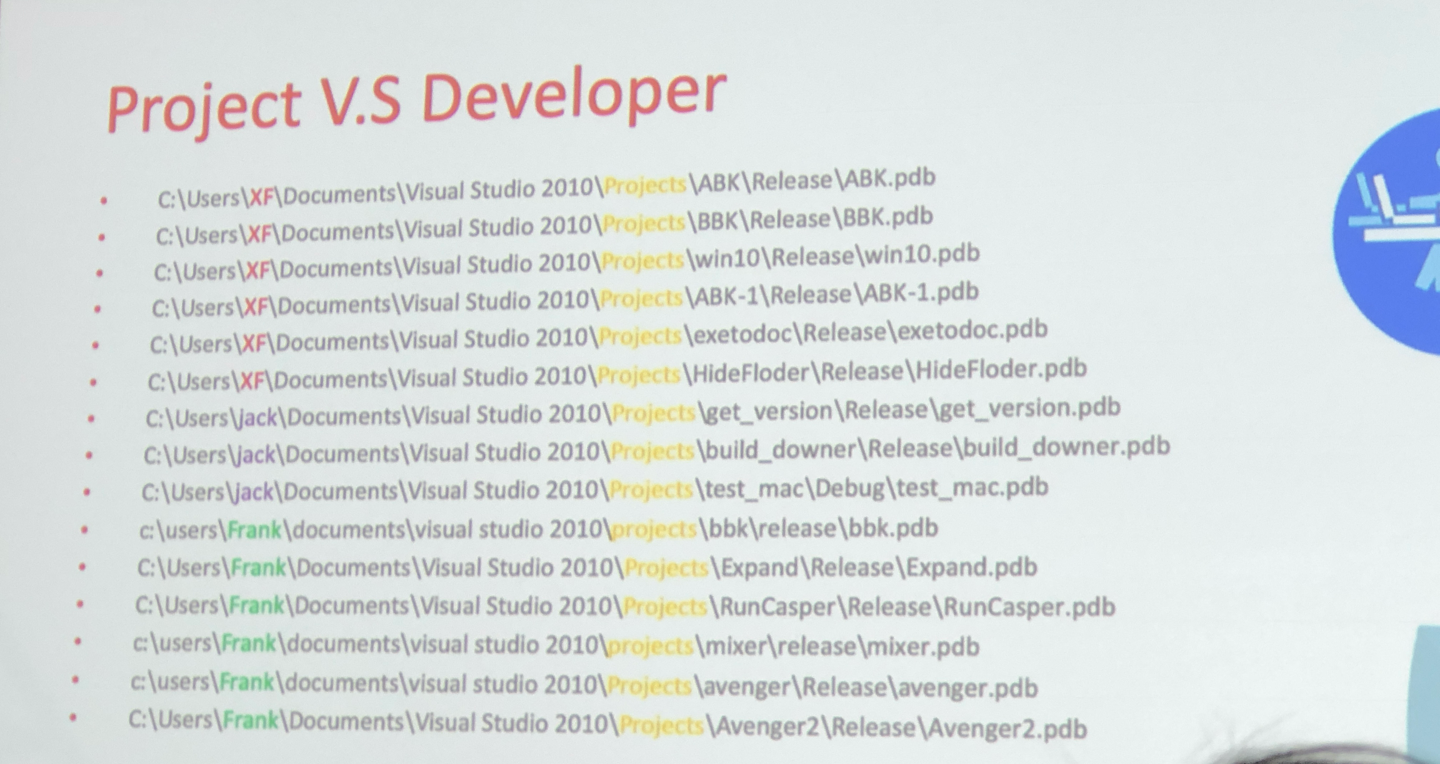 Project V.S Developer
• C:\Users\XF\Documents\Visual Studio 2010\Projects\ABK\Release\ABK.pdb
• C:\Users\XF\Documents\Visual Studio 2010\Projects\BBK\Release\BBK.pdb
• C:\Users\XF\Documents\Visual Studio 2010\Projects\win10\Release\win10.pdb
• C:\Users\XF\Documents\Visual Studio 2010\Projects\ABK-1\Release\ABK-1.pdb
• C:\Users\XF\Documents\Visual Studio 2010\Projects\exetodoc\Release\exetodoc.pdb
• C:\Users\XF\Documents\Visual Studio 2010\Projects\HideFloder\Release\HideFloder.pdb
• C:\Users\jack\Documents\Visual Studio 2010\Projects\get_version\Release\get_version.pdb
• C:\Users\jack\Documents\Visual Studio 2010\Projects\build_downer\Release\build_downer.pdb
• C:\Users\jack\Documents\Visual Studio 2010\Projects\test_mac\Debug\test_mac.pdb
• c:\users\Frank\documents\visual studio 2010\projects\bbk\release\bbk.pdb
• C:\Users\Frank\Documents\Visual Studio 2010\Projects\Expand\Release\Expand.pdb
• C:\Users\Frank\Documents\Visual Studio 2010\Projects\RunCasper\Release\RunCasper.pdb
• c:\users\Frank\documents\visual studio 2010\projects\mixer\release\mixer.pdb
• c:\users\Frank\documents\visual studio 2010\Projects\avenger\Release\avenger.pdb
• C:\Users\Frank\Documents\Visual Studio 2010\Projects\Avenger2\Release\Avenger2.pdb